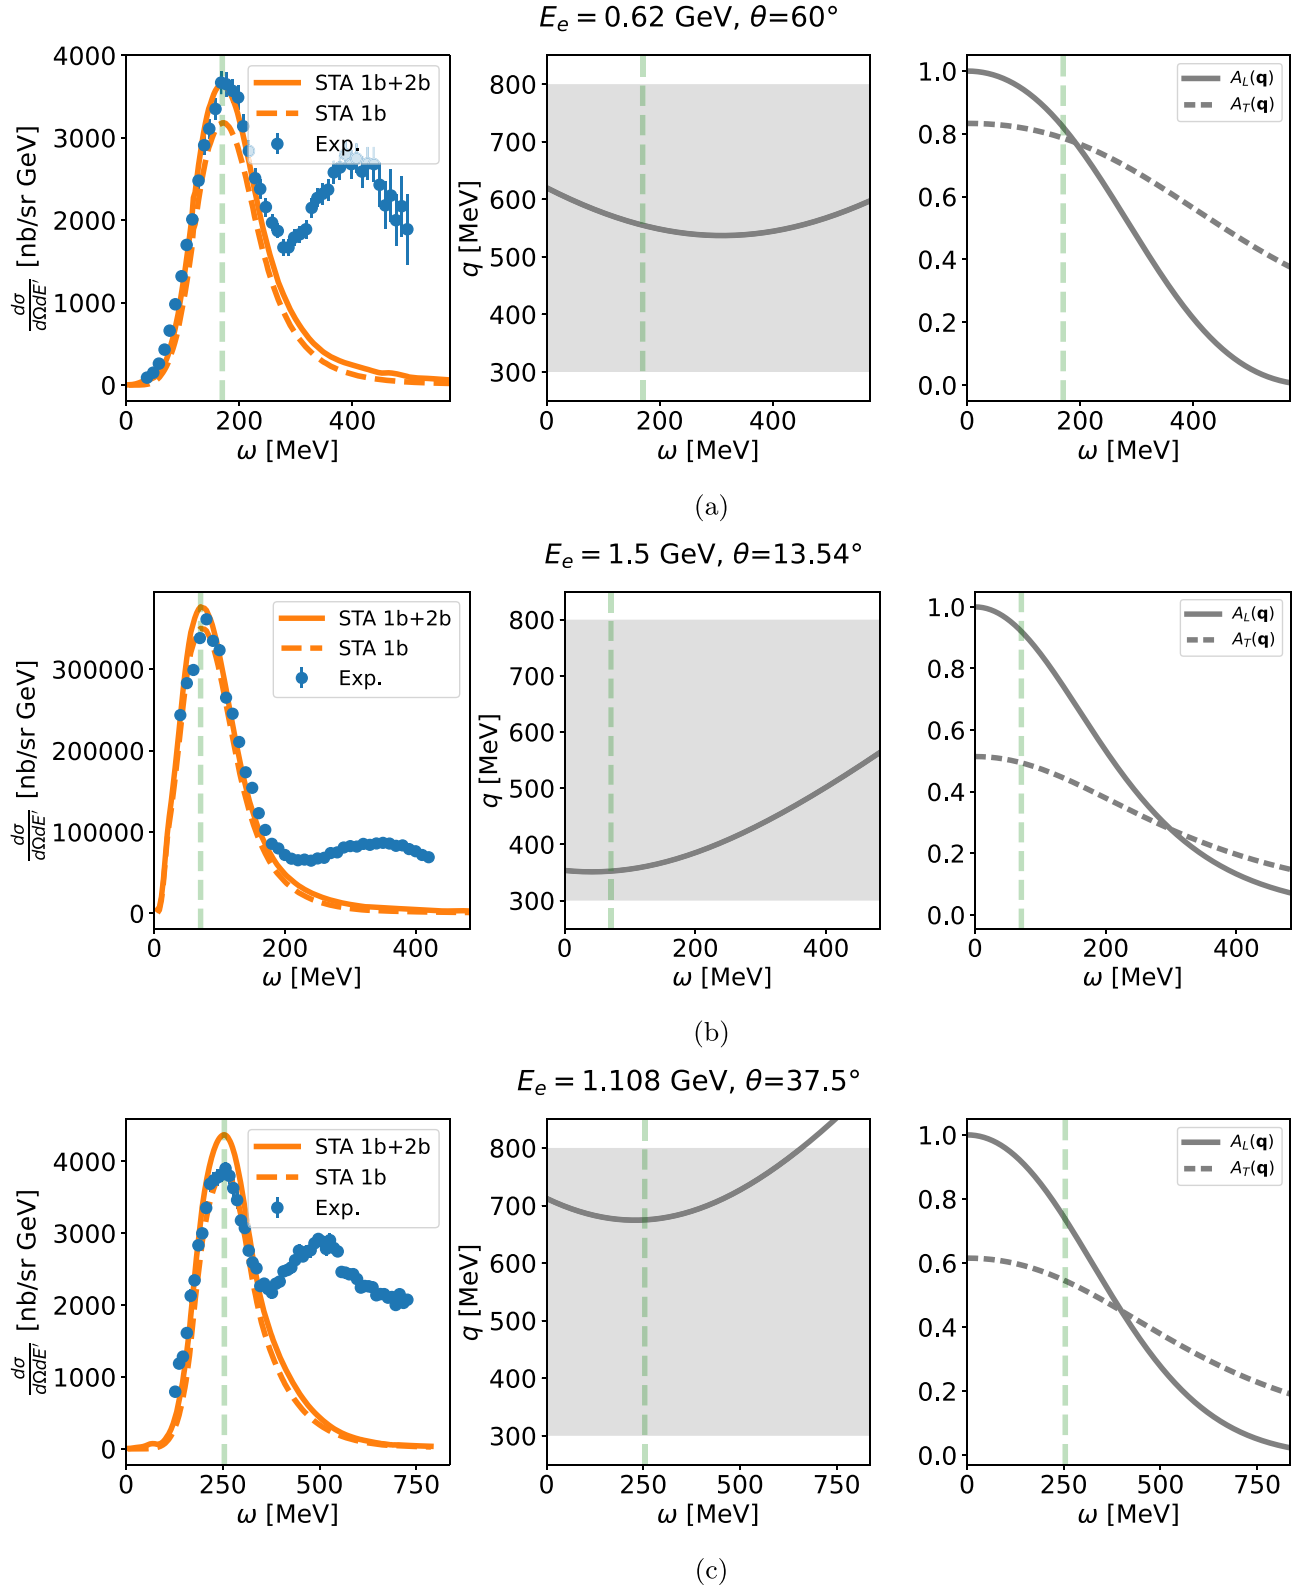 E_e = 0.62 GeV, θ=60°
4000
3000
2000
1000
0
dσ/dΩdE′ [nb/sr GeV]
STA 1b+2b
STA 1b
Exp.
0 200 400
ω [MeV]
800
700
600
500
400
300
q [MeV]
0 200 400
ω [MeV]
1.0
0.8
0.6
0.4
0.2
0.0
A_L(q)
A_T(q)
0 200 400
ω [MeV]
(a)
E_e = 1.5 GeV, θ=13.54°
300000
200000
100000
0
dσ/dΩdE′ [nb/sr GeV]
STA 1b+2b
STA 1b
Exp.
0 200 400
ω [MeV]
800
700
600
500
400
300
q [MeV]
0 200 400
ω [MeV]
1.0
0.8
0.6
0.4
0.2
0.0
A_L(q)
A_T(q)
0 200 400
ω [MeV]
(b)
E_e = 1.108 GeV, θ=37.5°
4000
3000
2000
1000
0
dσ/dΩdE′ [nb/sr GeV]
STA 1b+2b
STA 1b
Exp.
0 250 500 750
ω [MeV]
800
700
600
500
400
300
q [MeV]
0 250 500 750
ω [MeV]
1.0
0.8
0.6
0.4
0.2
0.0
A_L(q)
A_T(q)
0 250 500 750
ω [MeV]
(c)